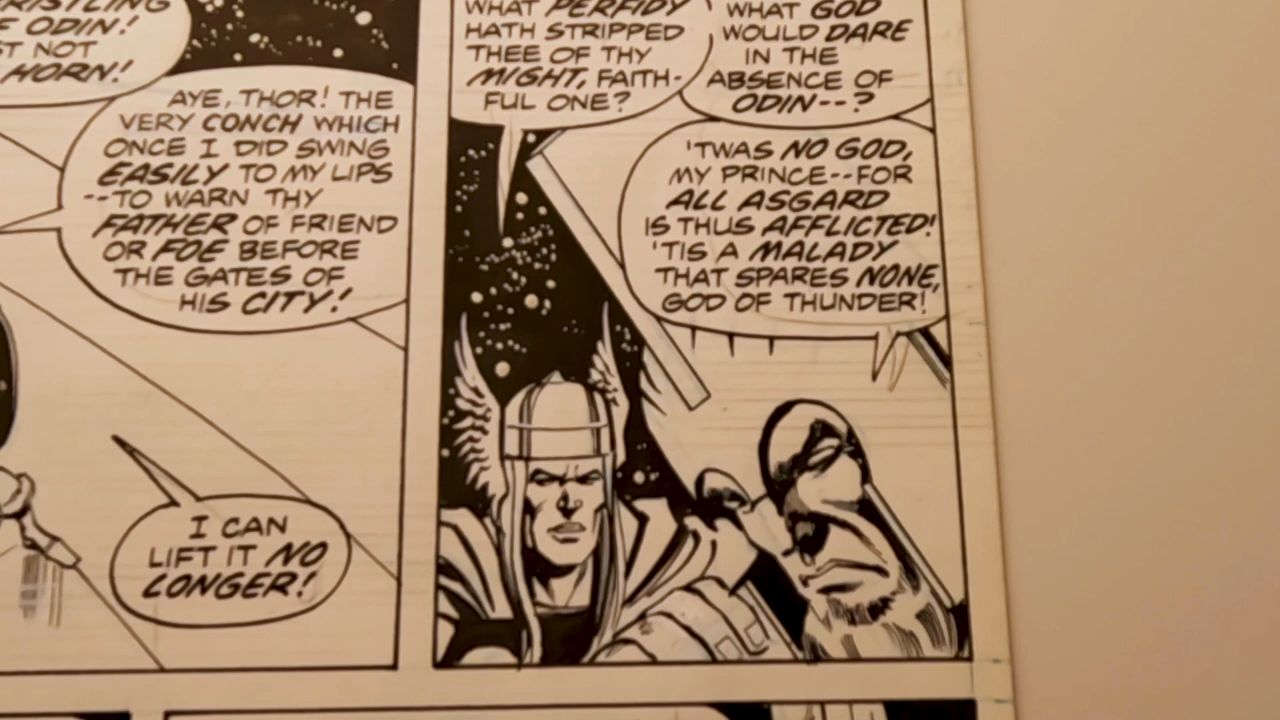 RISTLING
ODIN!
NOT
HORN!
AYE, THOR! THE
VERY CONCH WHICH
ONCE I DID SWING
EASILY TO MY LIPS
--TO WARN THY
FATHER OF FRIEND
OR FOE BEFORE
THE GATES OF
HIS CITY!
I CAN
LIFT IT NO
LONGER!
WHAT PERFIDY
HATH STRIPPED
THEE OF THY
MIGHT, FAITH-
FUL ONE?
WHAT GOD
WOULD DARE
IN THE
ABSENCE OF
ODIN--?
'TWAS NO GOD,
MY PRINCE--FOR
ALL ASGARD
IS THUS AFFLICTED!
'TIS A MALADY
THAT SPARES NONE,
GOD OF THUNDER!